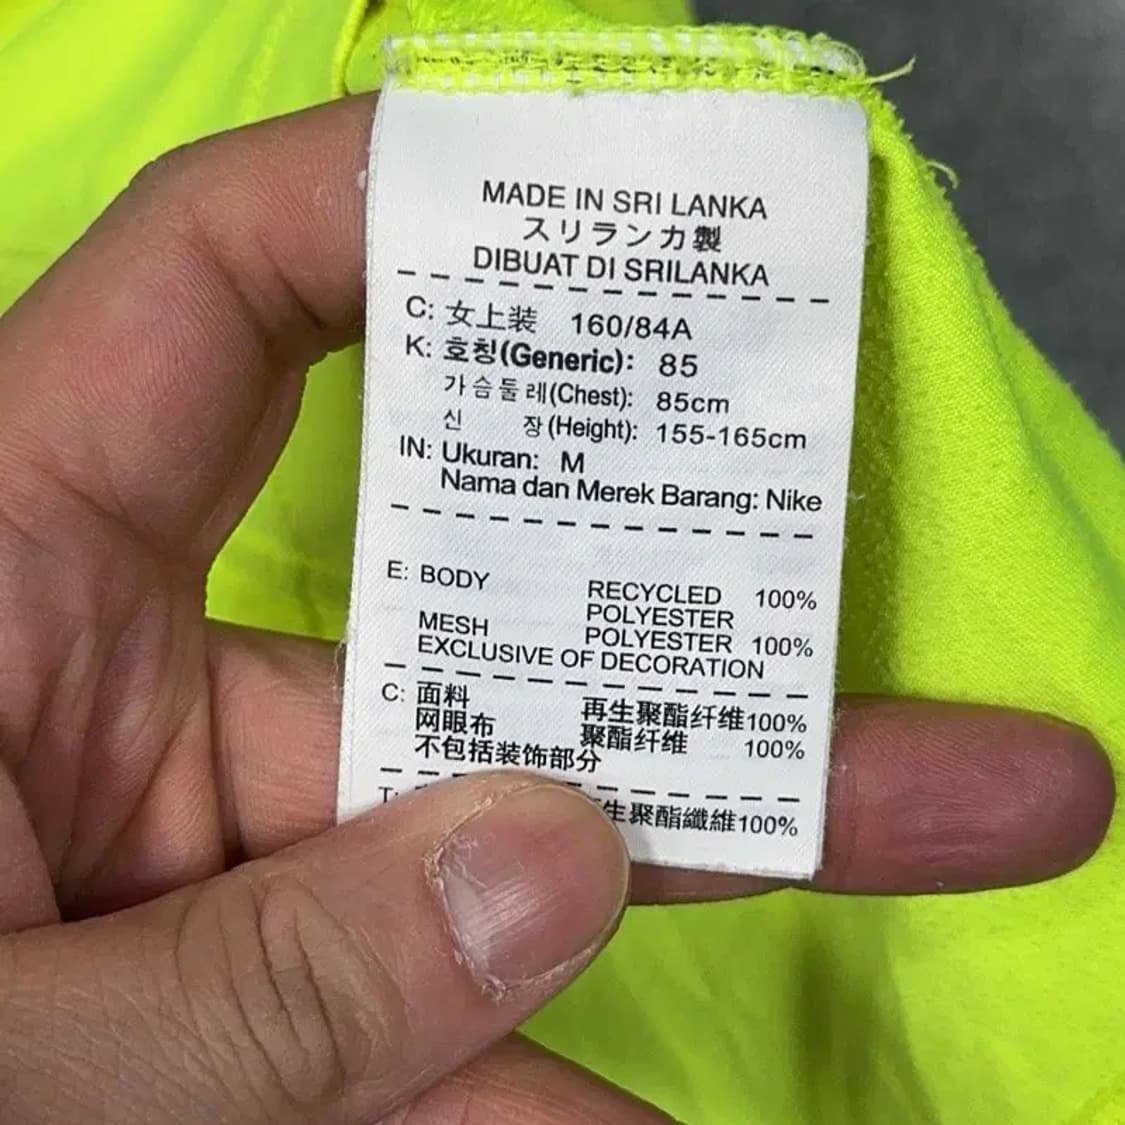 MADE IN SRI LANKA
スリランカ製
DIBUAT DI SRILANKA
C: 女上装 160/84A
K: 호칭(Generic): 85
가슴둘레(Chest): 85cm
신 장(Height): 155-165cm
IN: Ukuran: M
Nama dan Merek Barang: Nike
E: BODY RECYCLED 100%
POLYESTER
MESH POLYESTER 100%
EXCLUSIVE OF DECORATION
C: 面料 再生聚酯纤维100%
网眼布 聚酯纤维 100%
不包括装饰部分
T: 生聚酯纖維100%